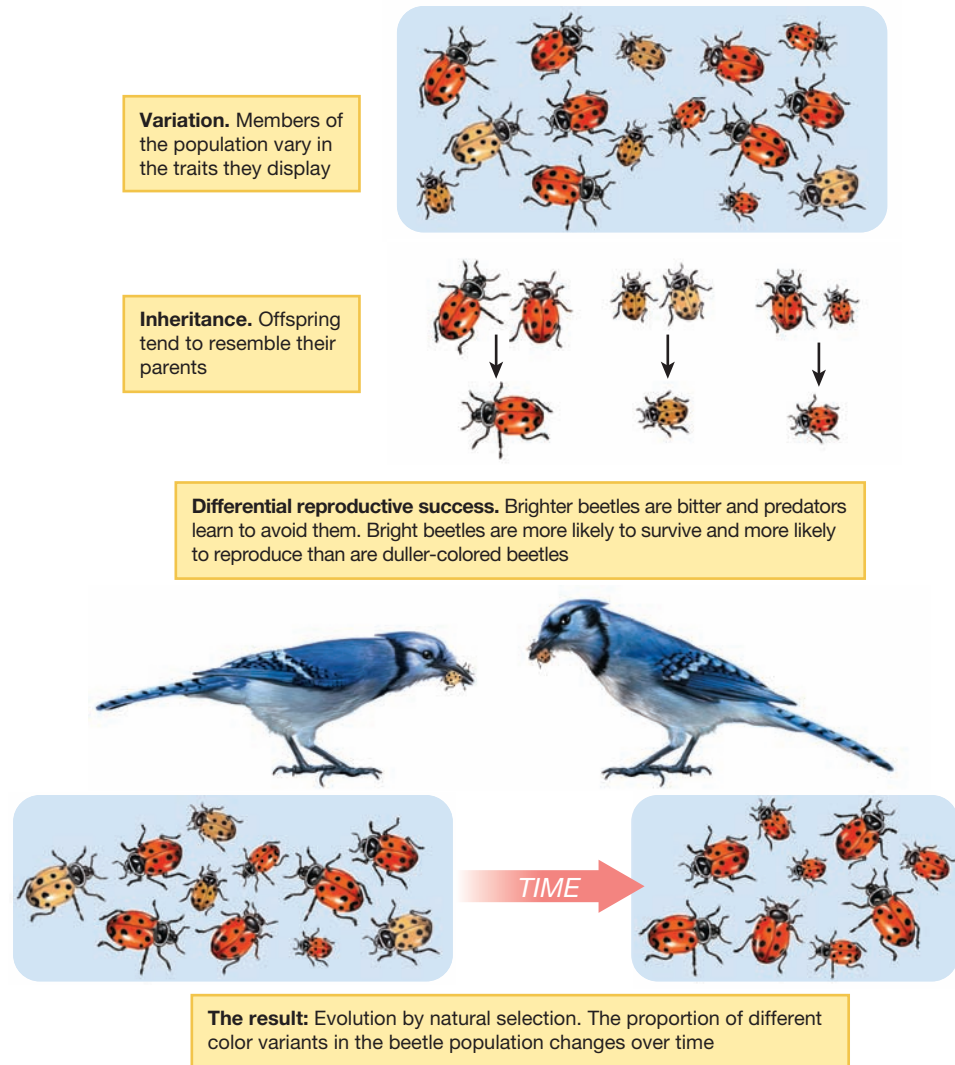 Variation. Members of
the population vary in
the traits they display
Inheritance. Offspring
tend to resemble their
parents
Differential reproductive success. Brighter beetles are bitter and predators
learn to avoid them. Bright beetles are more likely to survive and more likely
to reproduce than are duller-colored beetles
TIME
The result: Evolution by natural selection. The proportion of different
color variants in the beetle population changes over time